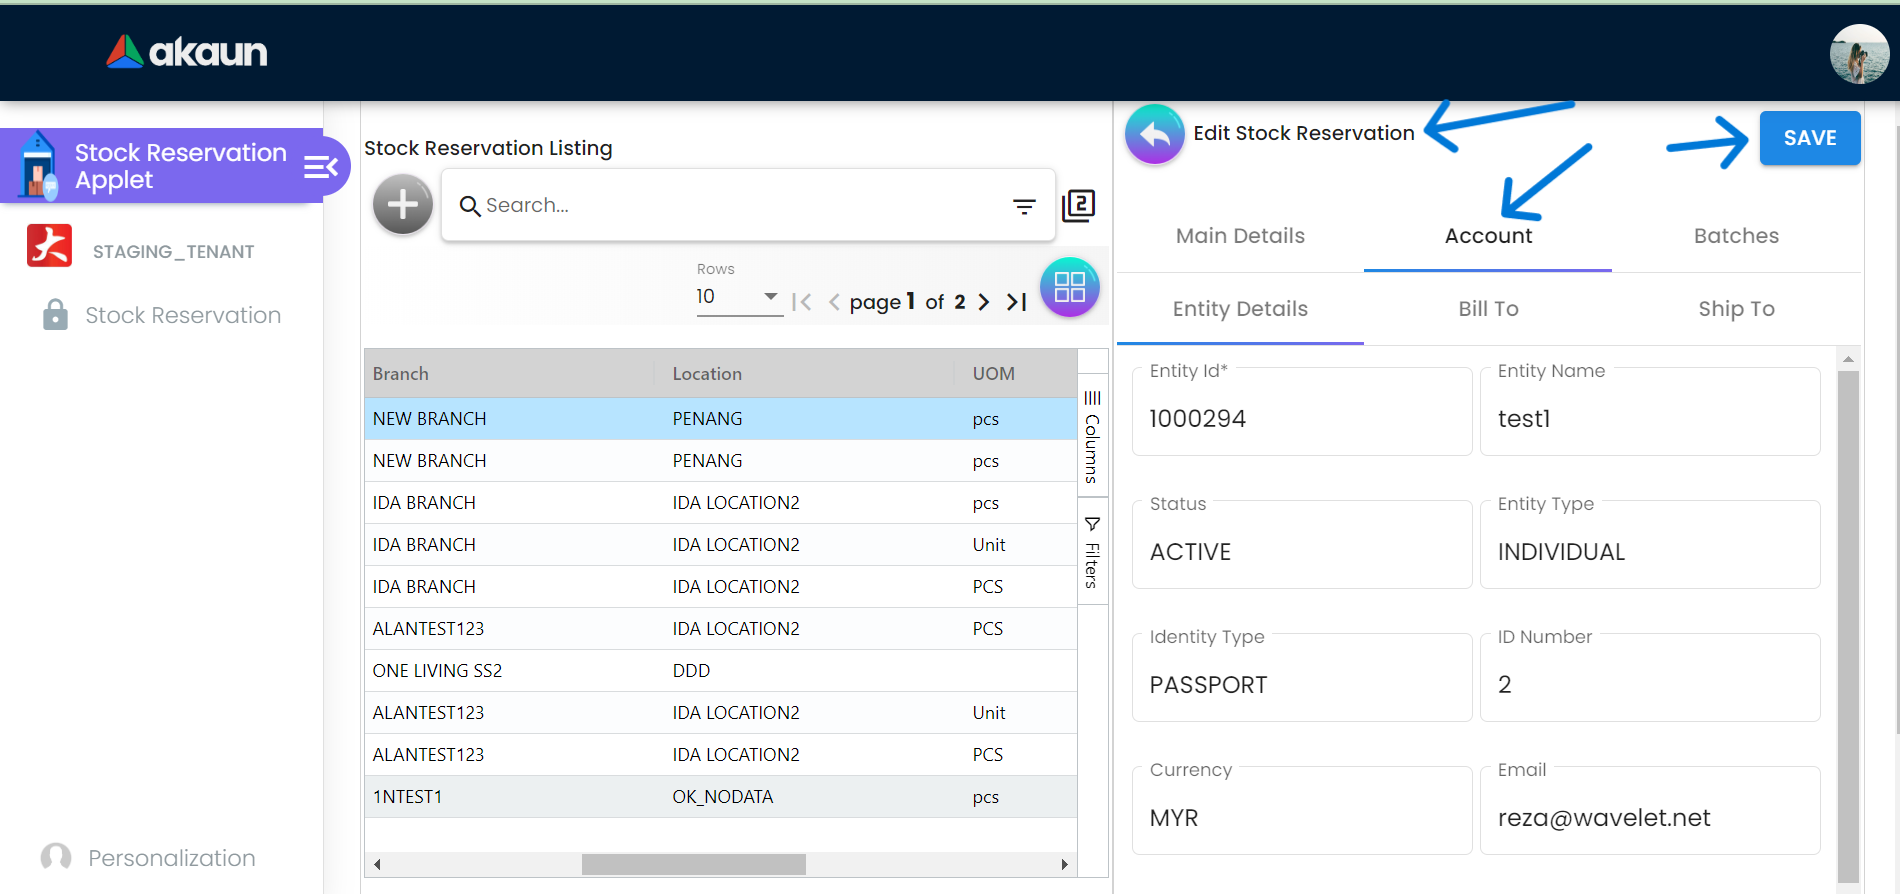 akaun
Stock Reservation
Applet
STAGING_TENANT
Stock Reservation
Personalization
Stock Reservation Listing
Search...
2
Rows
10
page 1 of 2
Branch Location UOM
NEW BRANCH PENANG pcs
NEW BRANCH PENANG pcs
IDA BRANCH IDA LOCATION2 pcs
IDA BRANCH IDA LOCATION2 Unit
IDA BRANCH IDA LOCATION2 PCS
ALANTEST123 IDA LOCATION2 PCS
ONE LIVING SS2 DDD
ALANTEST123 IDA LOCATION2 Unit
ALANTEST123 IDA LOCATION2 PCS
1NTEST1 OK_NODATA pcs
Columns
Filters
Edit Stock Reservation
SAVE
Main Details Account Batches
Entity Details Bill To Ship To
Entity Id* Entity Name
1000294 test1
Status Entity Type
ACTIVE INDIVIDUAL
Identity Type ID Number
PASSPORT 2
Currency Email
MYR reza@wavelet.net